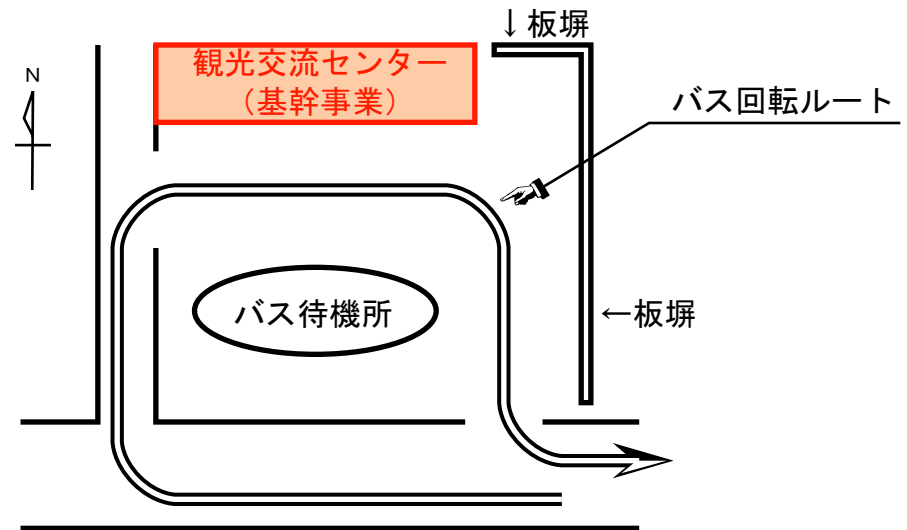 ↓板塀
観光交流センター
（基幹事業）
N
バス回転ルート
バス待機所
←板塀